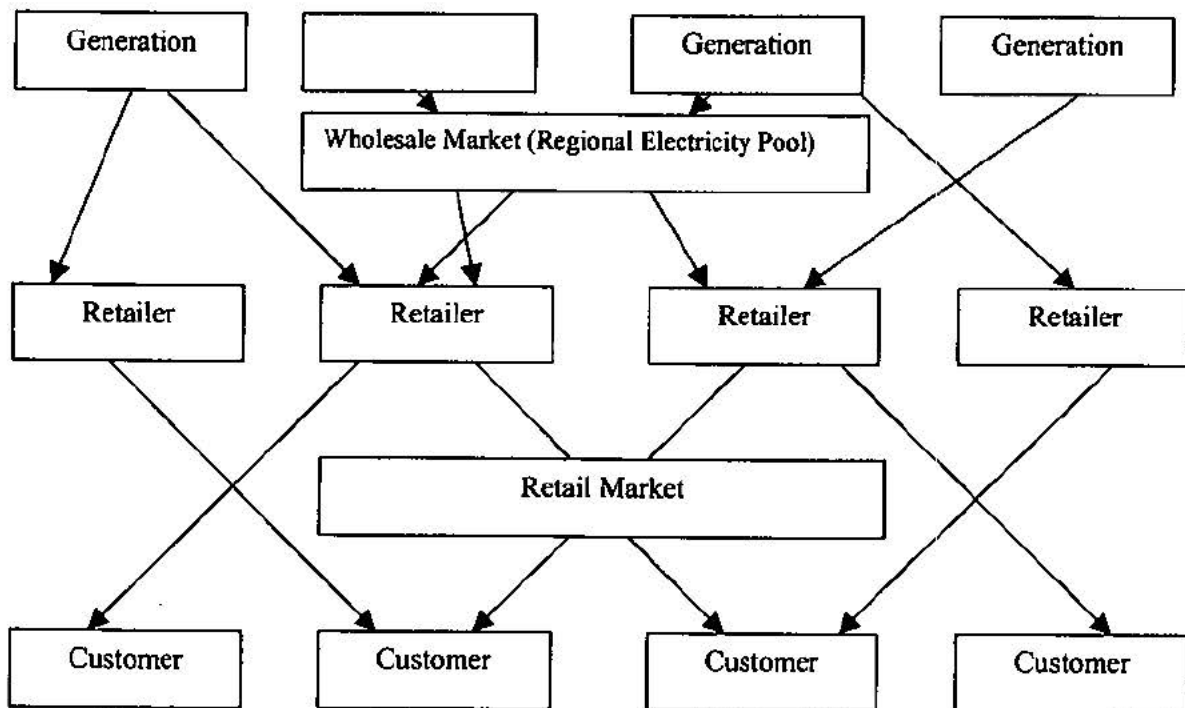 Generation
Generation
Generation
Wholesale Market (Regional Electricity Pool)
Retailer
Retailer
Retailer
Retailer
Retail Market
Customer
Customer
Customer
Customer